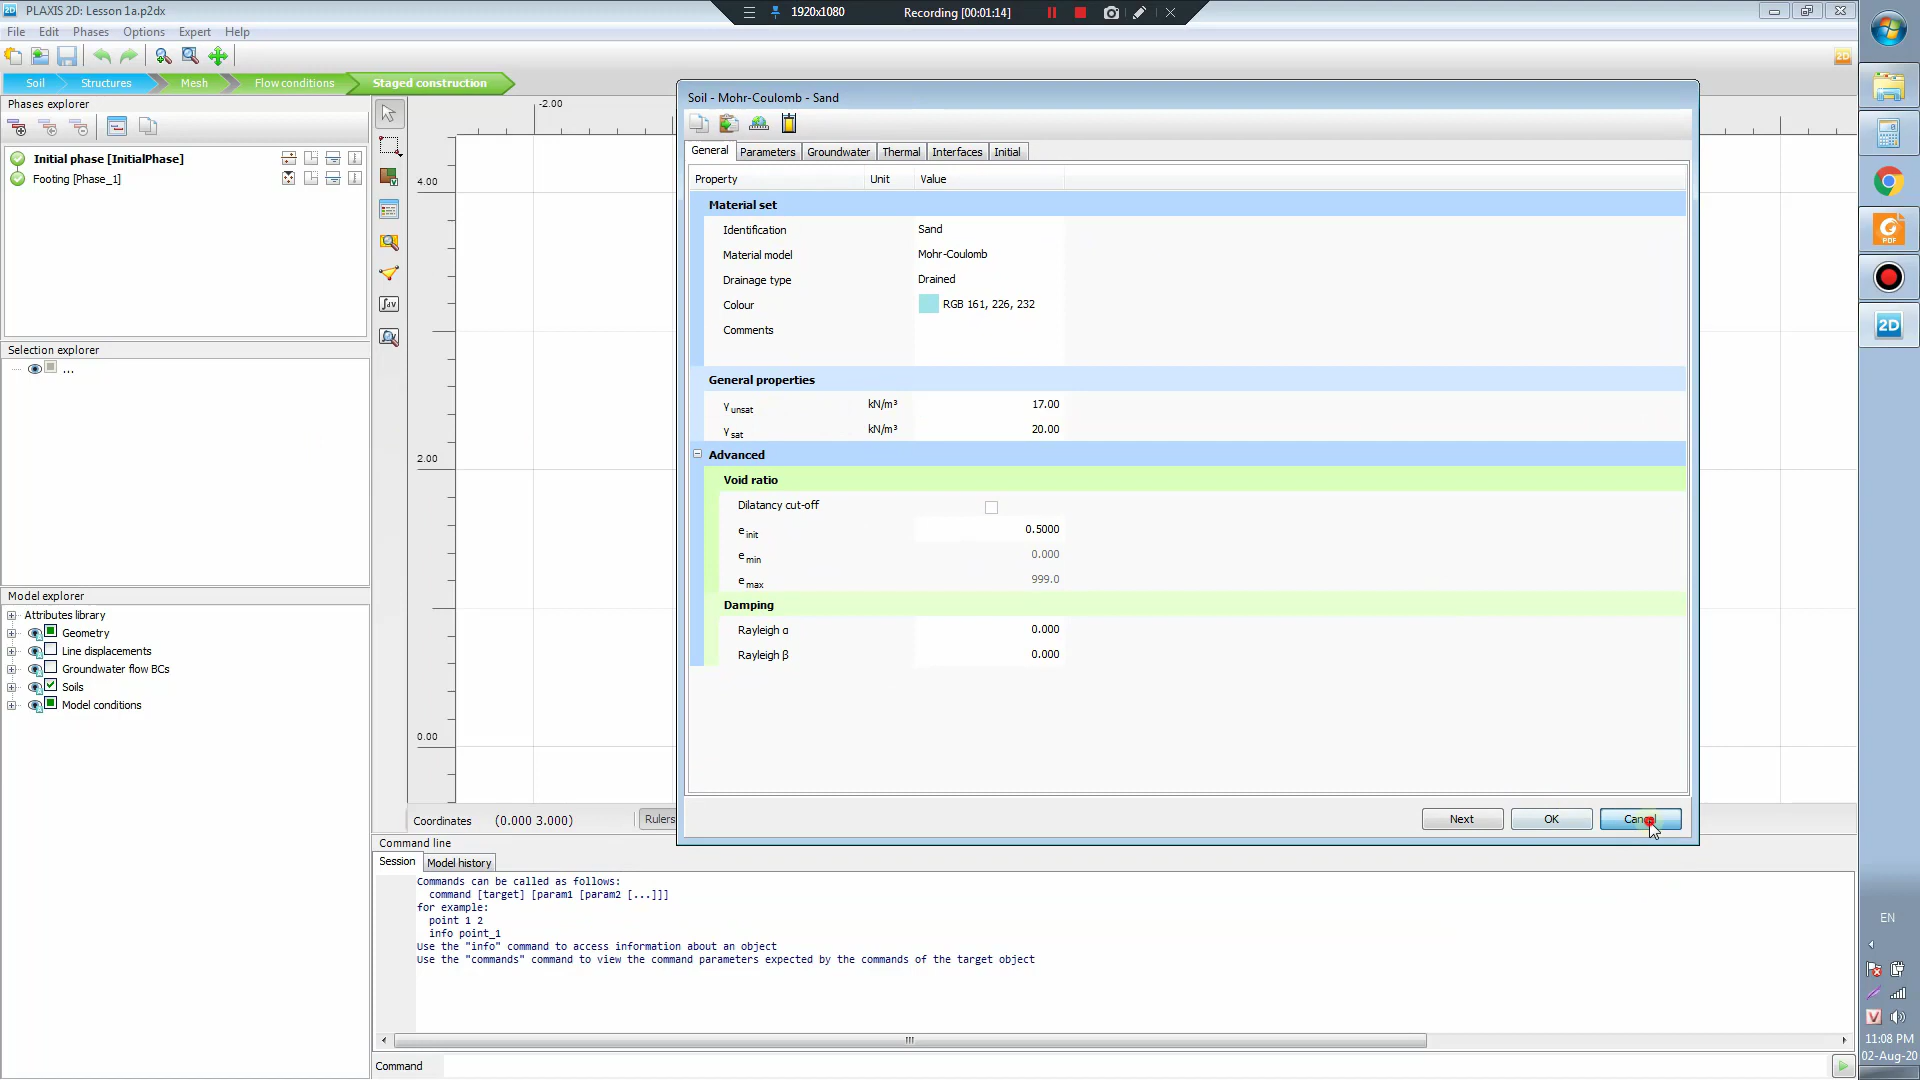 PLAXIS 2D: Lesson 1a.p2dx
1920x1080
Recording [00:01:14]
File Edit Phases Options Expert Help
2D
Soil Structures Mesh Flow conditions Staged construction
Phases explorer
Initial phase [InitialPhase]
Footing [Phase_1]
Selection explorer
...
Model explorer
Attributes library
Geometry
Line displacements
Groundwater flow BCs
Soils
Model conditions
-2.00
4.00
2.00
0.00
Coordinates (0.000 3.000)
Rulers
Soil - Mohr-Coulomb - Sand
General Parameters Groundwater Thermal Interfaces Initial
Property Unit Value
Material set
Identification Sand
Material model Mohr-Coulomb
Drainage type Drained
Colour RGB 161, 226, 232
Comments
General properties
γ unsat kN/m³ 17.00
γ sat kN/m³ 20.00
Advanced
Void ratio
Dilatancy cut-off
e init 0.5000
e min 0.000
e max 999.0
Damping
Rayleigh α 0.000
Rayleigh β 0.000
Next OK Cancel
Command line
Session Model history
Commands can be called as follows:
command [target] [param1 [param2 [...]]]
for example:
point 1 2
info point_1
Use the "info" command to access information about an object
Use the "commands" command to view the command parameters expected by the commands of the target object
Command
PDF
2D
EN
V
11:08 PM
02-Aug-20